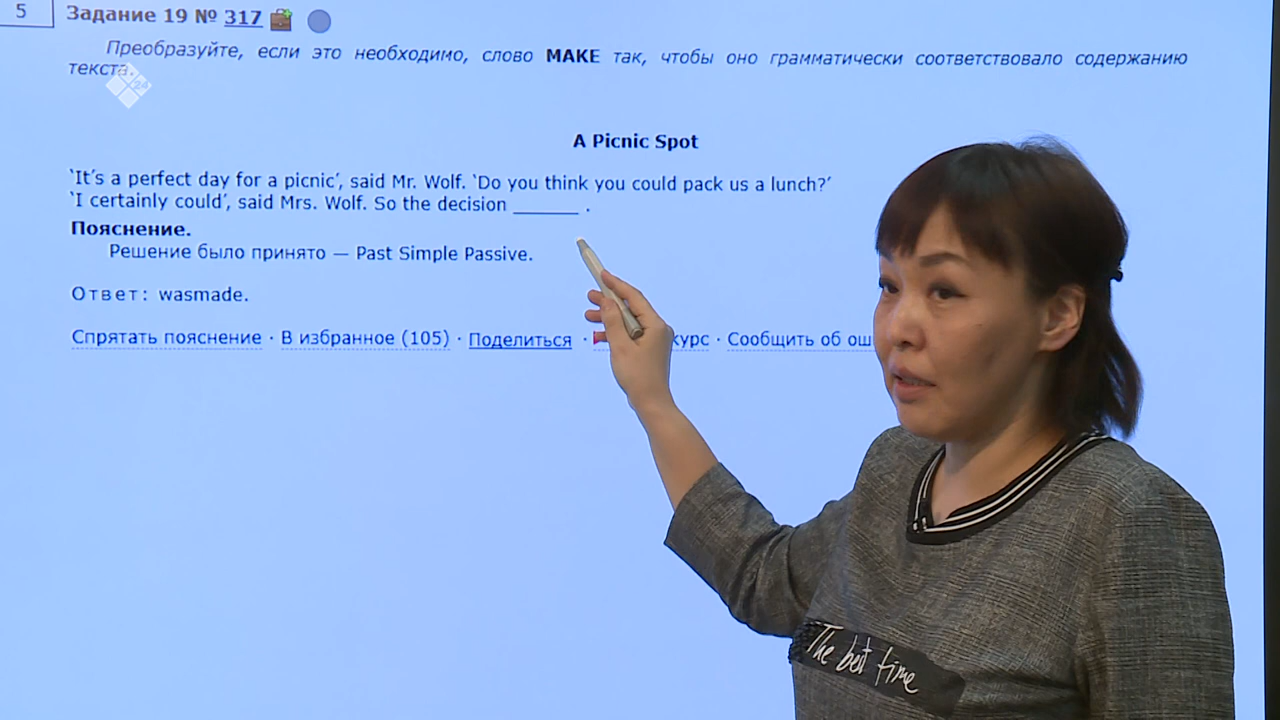 5
Задание 19 № 317
Преобразуйте, если это необходимо, слово MAKE так, чтобы оно грамматически соответствовало содержанию
текста.
24
A Picnic Spot
‘It’s a perfect day for a picnic’, said Mr. Wolf. ‘Do you think you could pack us a lunch?’
‘I certainly could’, said Mrs. Wolf. So the decision ______ .
Пояснение.
Решение было принято — Past Simple Passive.
Ответ: wasmade.
Спрятать пояснение · В избранное (105) · Поделиться · курс · Сообщить об ош
The best time